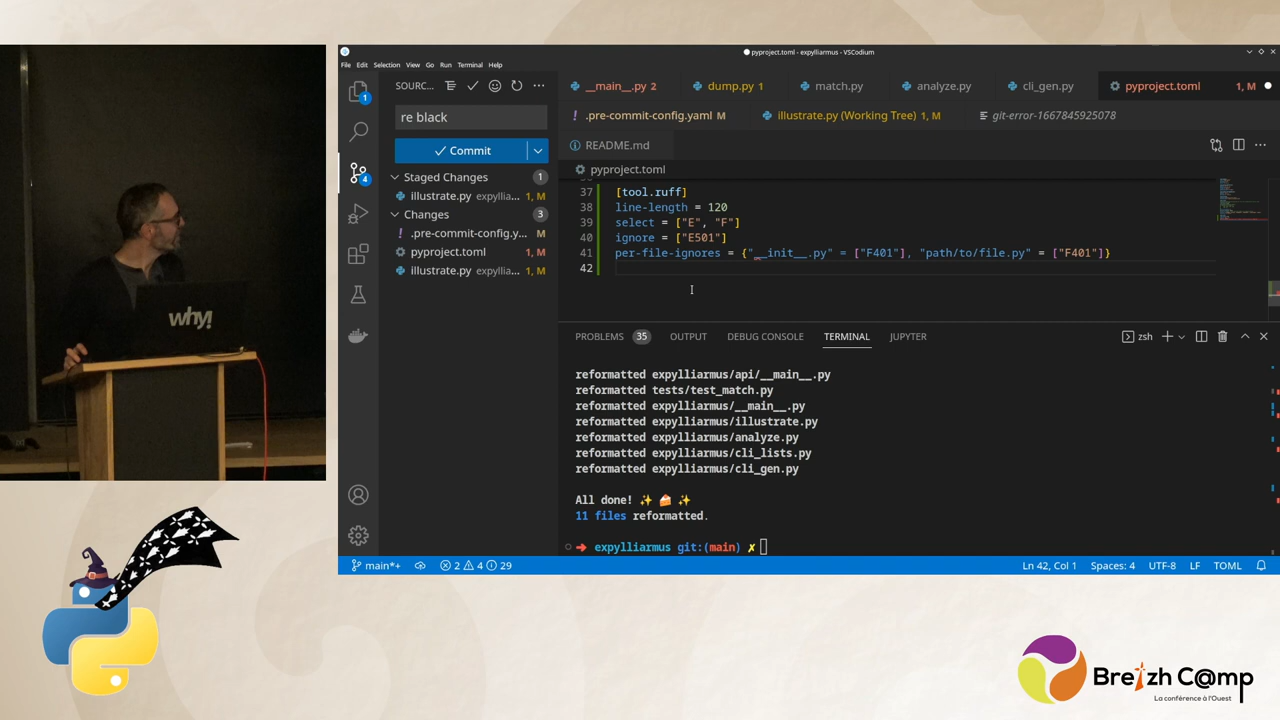 pyproject.toml - expylliarmus - VSCodium
File Edit Selection View Go Run Terminal Help
SOURC...
__main__.py 2
dump.py 1
match.py
analyze.py
cli_gen.py
pyproject.toml 1, M
re black
.pre-commit-config.yaml M
illustrate.py (Working Tree) 1, M
git-error-1667845925078
Commit
README.md
pyproject.toml
Staged Changes 1
illustrate.py expyllia... 1, M
Changes 3
.pre-commit-config.y... M
pyproject.toml 1, M
illustrate.py expyllia... 1, M
1
4
37 [tool.ruff]
38 line-length = 120
39 select = ["E", "F"]
40 ignore = ["E501"]
41 per-file-ignores = {"__init__.py" = ["F401"], "path/to/file.py" = ["F401"]}
42
PROBLEMS 35 OUTPUT DEBUG CONSOLE TERMINAL JUPYTER
zsh
reformatted expylliarmus/api/__main__.py
reformatted tests/test_match.py
reformatted expylliarmus/__main__.py
reformatted expylliarmus/illustrate.py
reformatted expylliarmus/analyze.py
reformatted expylliarmus/cli_lists.py
reformatted expylliarmus/cli_gen.py
All done! ✨ 🍰 ✨
11 files reformatted.
➜ expylliarmus git:(main) ✗
main*+ 2 4 29
Ln 42, Col 1 Spaces: 4 UTF-8 LF TOML
why!
Breizh C@mp
La conférence à l'Ouest